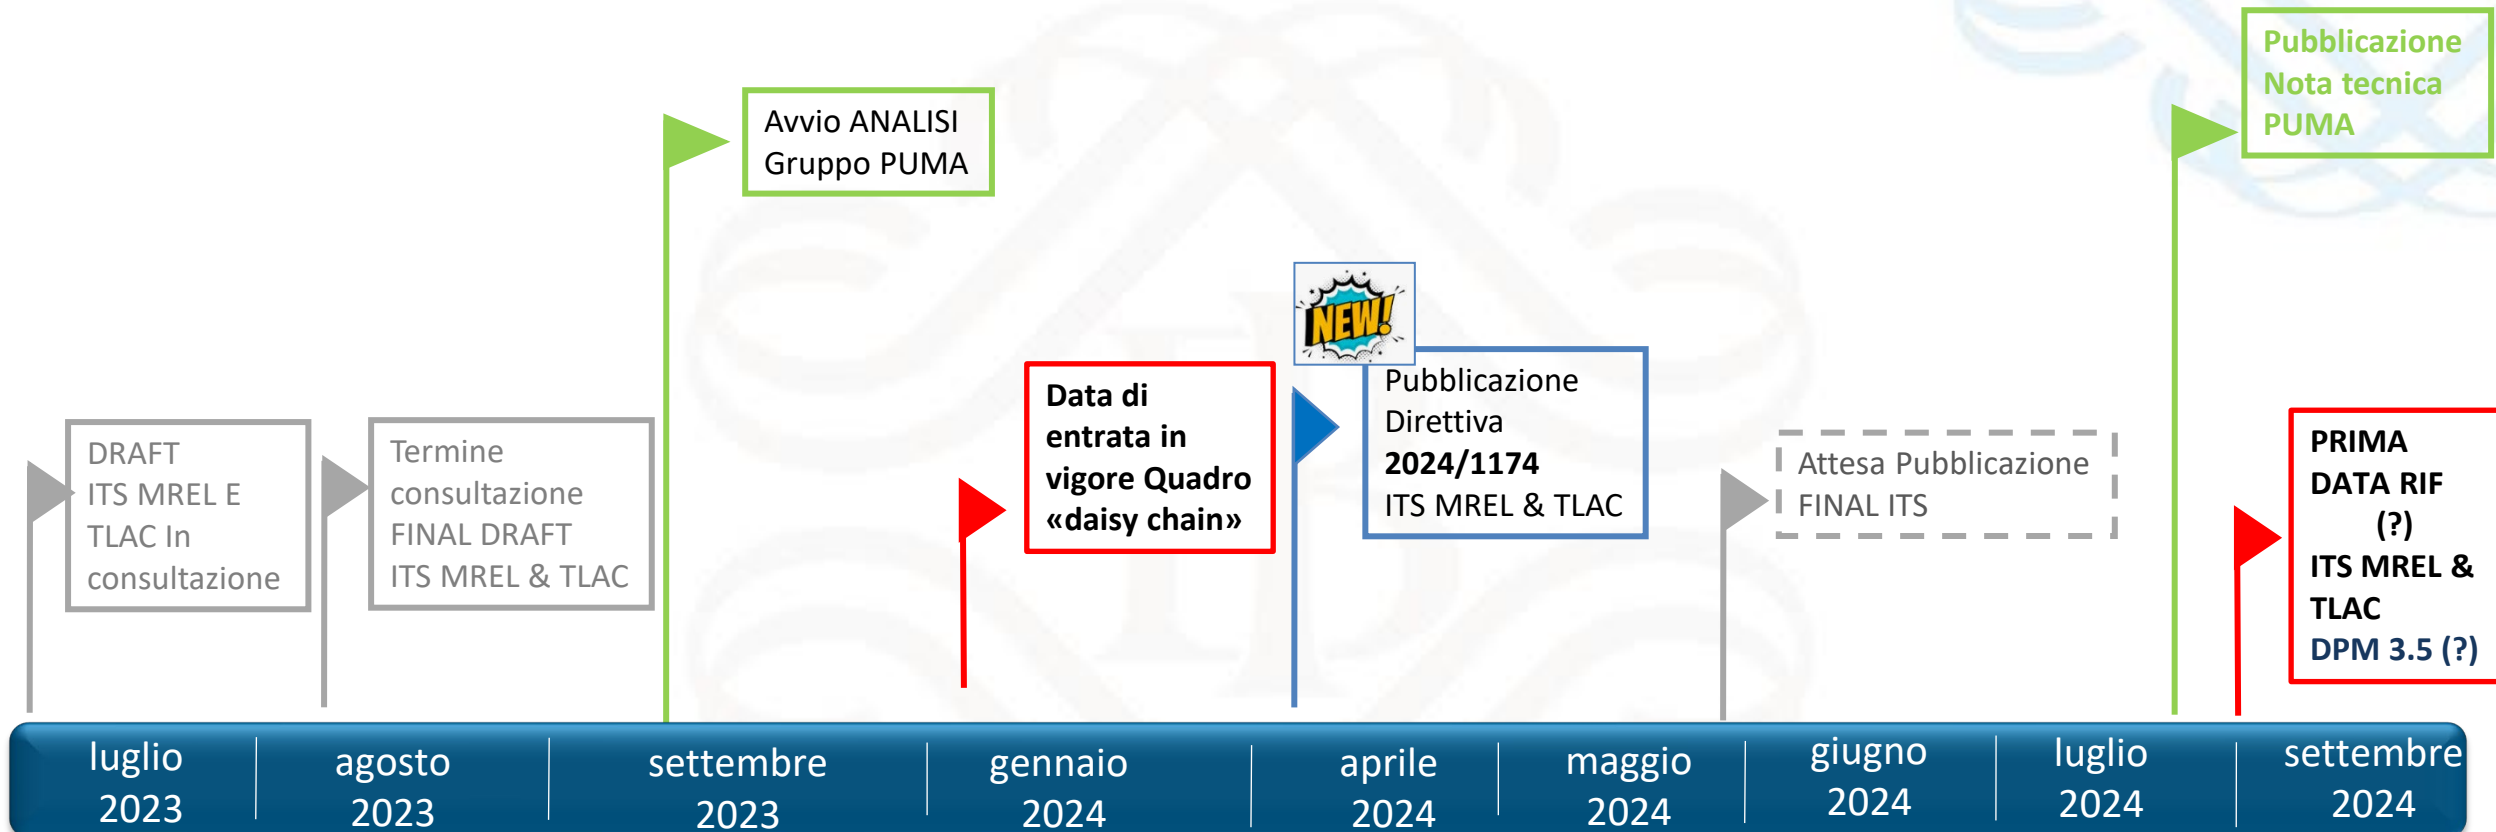 Pubblicazione
Nota tecnica
PUMA
Avvio ANALISI
Gruppo PUMA
NEW!
Data di
entrata in
vigore Quadro
«daisy chain»
Pubblicazione
Direttiva
2024/1174
ITS MREL & TLAC
DRAFT
ITS MREL E
TLAC In
consultazione
Termine
consultazione
FINAL DRAFT
ITS MREL & TLAC
Attesa Pubblicazione
FINAL ITS
PRIMA
DATA RIF
(?)
ITS MREL &
TLAC
DPM 3.5 (?)
luglio
2023
agosto
2023
settembre
2023
gennaio
2024
aprile
2024
maggio
2024
giugno
2024
luglio
2024
settembre
2024